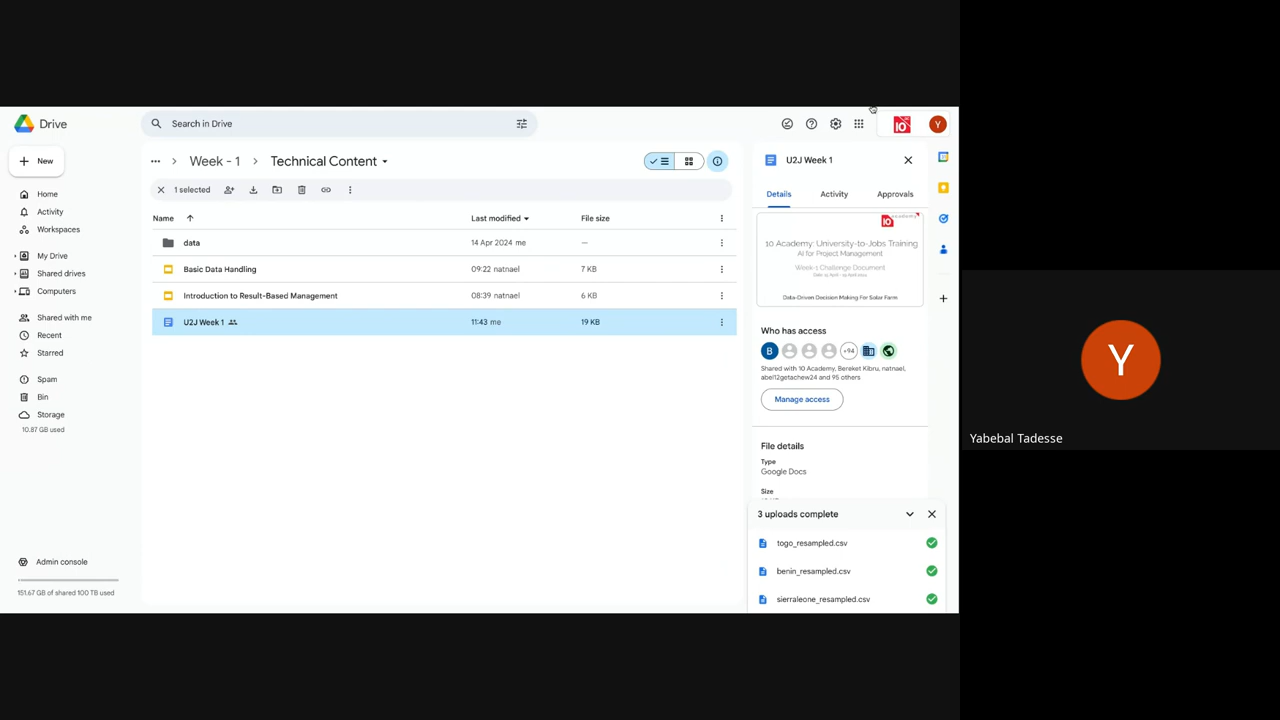 Drive
Search in Drive
10
Y
New
Home
Activity
Workspaces
My Drive
Shared drives
Computers
Shared with me
Recent
Starred
Spam
Bin
Storage
10.87 GB used
Admin console
151.67 GB of shared 100 TB used
Week - 1
Technical Content
1 selected
Name Last modified File size
data 14 Apr 2024 me —
Basic Data Handling 09:22 natnael 7 KB
Introduction to Result-Based Management 08:39 natnael 6 KB
U2J Week 1 11:43 me 19 KB
U2J Week 1
Details Activity Approvals
10 Academy: University-to-Jobs Training
AI for Project Management
Week-1 Challenge Document
Data-Driven Decision Making For Solar Farm
Who has access
B +94
Shared with 10 Academy, Bereket Kibru, natnael,
abel12getachew24 and 95 others
Manage access
File details
Type
Google Docs
Size
3 uploads complete
togo_resampled.csv
benin_resampled.csv
sierraleone_resampled.csv
Y
Yabebal Tadesse